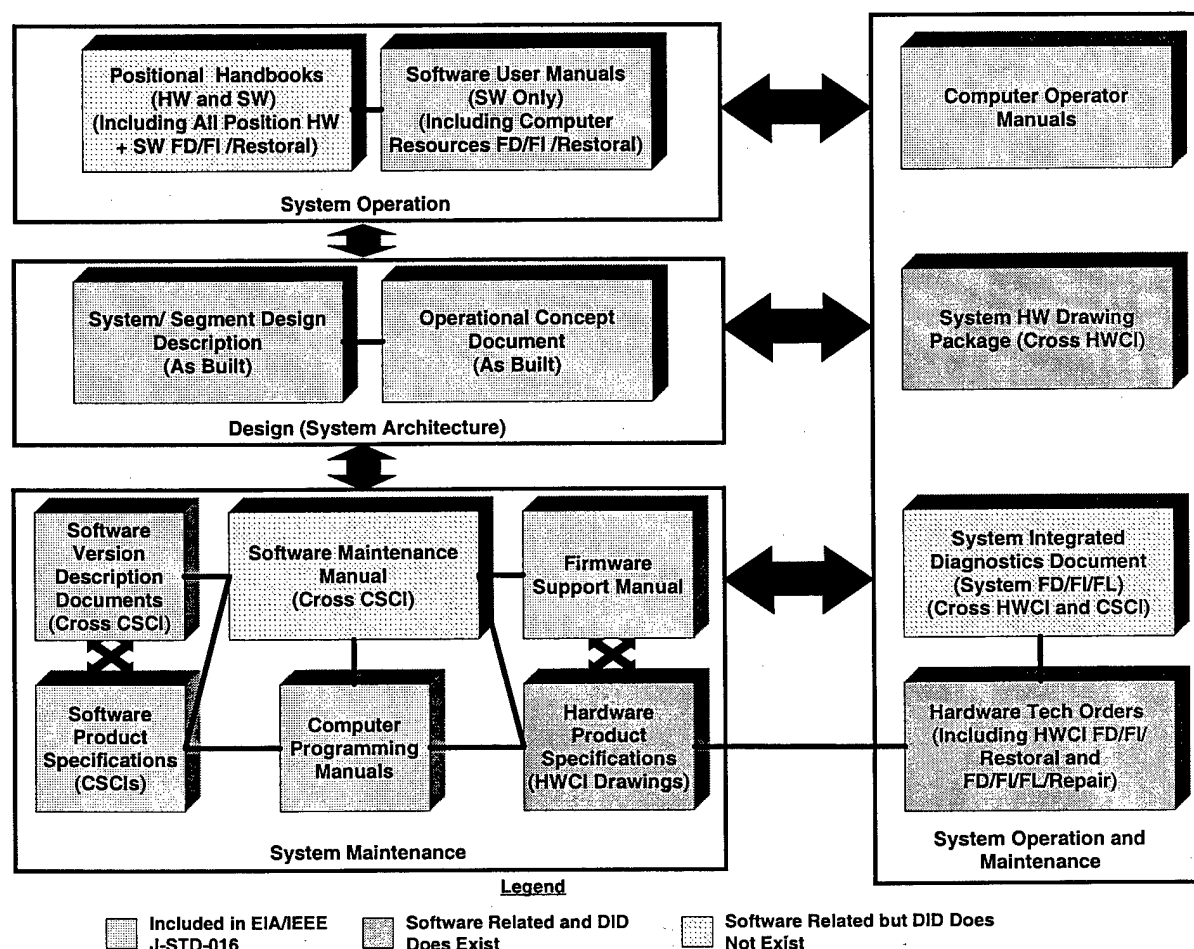 Positional Handbooks
(HW and SW)
(Including All Position HW
+ SW FD/FI /Restoral)
Software User Manuals
(SW Only)
(Including Computer
Resources FD/FI /Restoral)
System Operation
Computer Operator
Manuals
System/ Segment Design
Description
(As Built)
Operational Concept
Document
(As Built)
Design (System Architecture)
System HW Drawing
Package (Cross HWCI)
Software
Version
Description
Documents
(Cross CSCI)
Software Maintenance
Manual
(Cross CSCI)
Firmware
Support Manual
System Integrated
Diagnostics Document
(System FD/FI/FL)
(Cross HWCI and CSCI)
Software
Product
Specifications
(CSCIs)
Computer
Programming
Manuals
Hardware
Product
Specifications
(HWCI Drawings)
Hardware Tech Orders
(Including HWCI FD/FI/
Restoral and
FD/FI/FL/Repair)
System Maintenance
System Operation and
Maintenance
Legend
Included in EIA/IEEE
J-STD-016
Software Related and DID
Does Exist
Software Related but DID Does
Not Exist